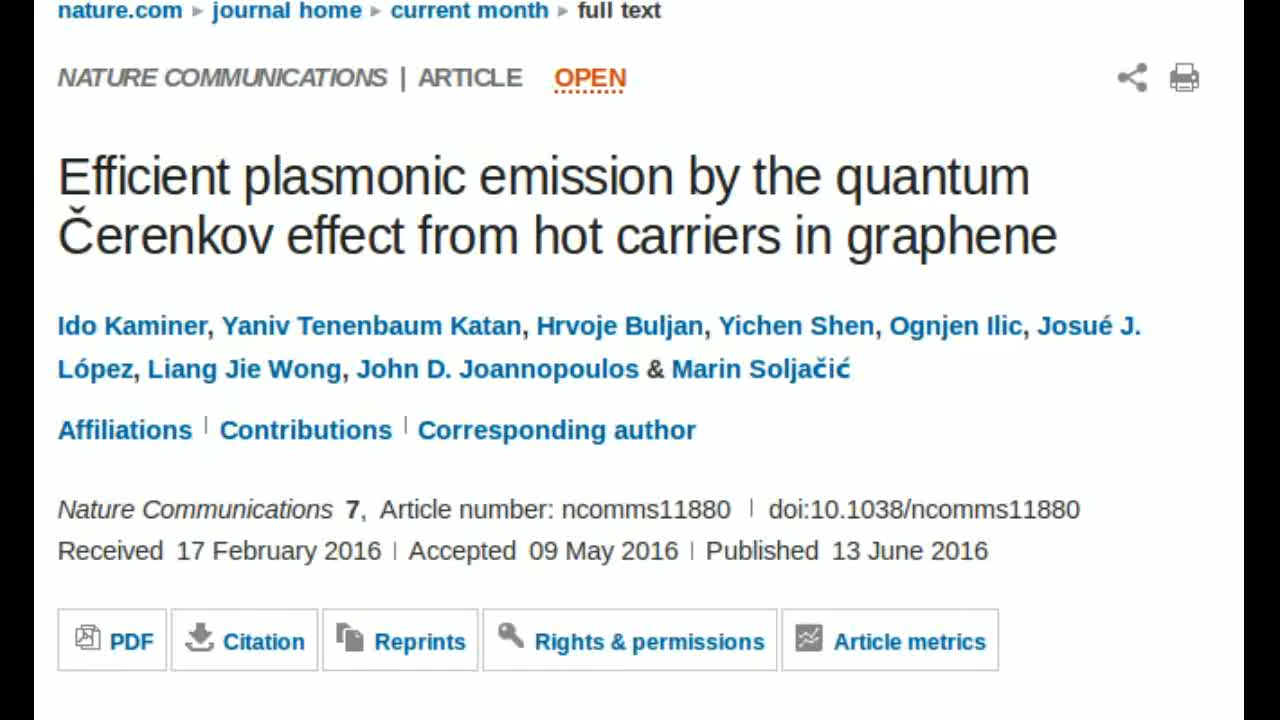 nature.com ▸ journal home ▸ current month ▸ full text
NATURE COMMUNICATIONS | ARTICLE OPEN
Efficient plasmonic emission by the quantum
Čerenkov effect from hot carriers in graphene
Ido Kaminer, Yaniv Tenenbaum Katan, Hrvoje Buljan, Yichen Shen, Ognjen Ilic, Josué J.
López, Liang Jie Wong, John D. Joannopoulos & Marin Soljačić
Affiliations | Contributions | Corresponding author
Nature Communications 7, Article number: ncomms11880 | doi:10.1038/ncomms11880
Received 17 February 2016 | Accepted 09 May 2016 | Published 13 June 2016
PDF Citation Reprints Rights & permissions Article metrics